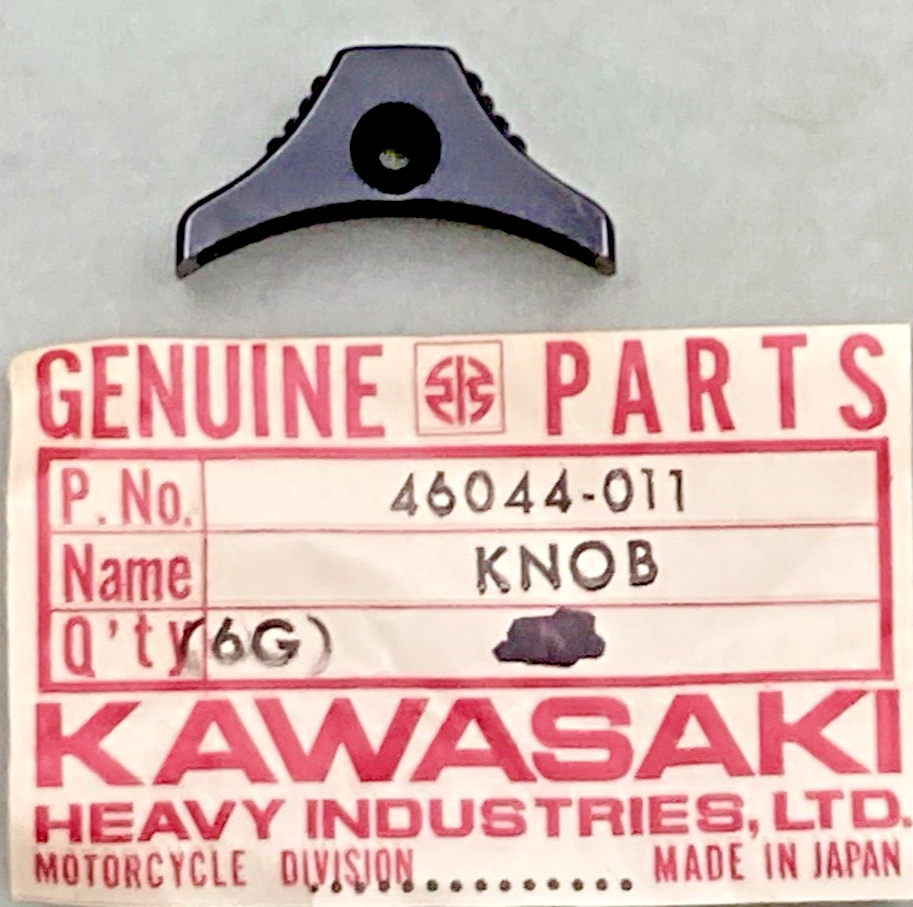 GENUINE PARTS
P.No. 46044-011
Name KNOB
Q'ty (6G)
KAWASAKI
HEAVY INDUSTRIES, LTD.
MOTORCYCLE DIVISION MADE IN JAPAN